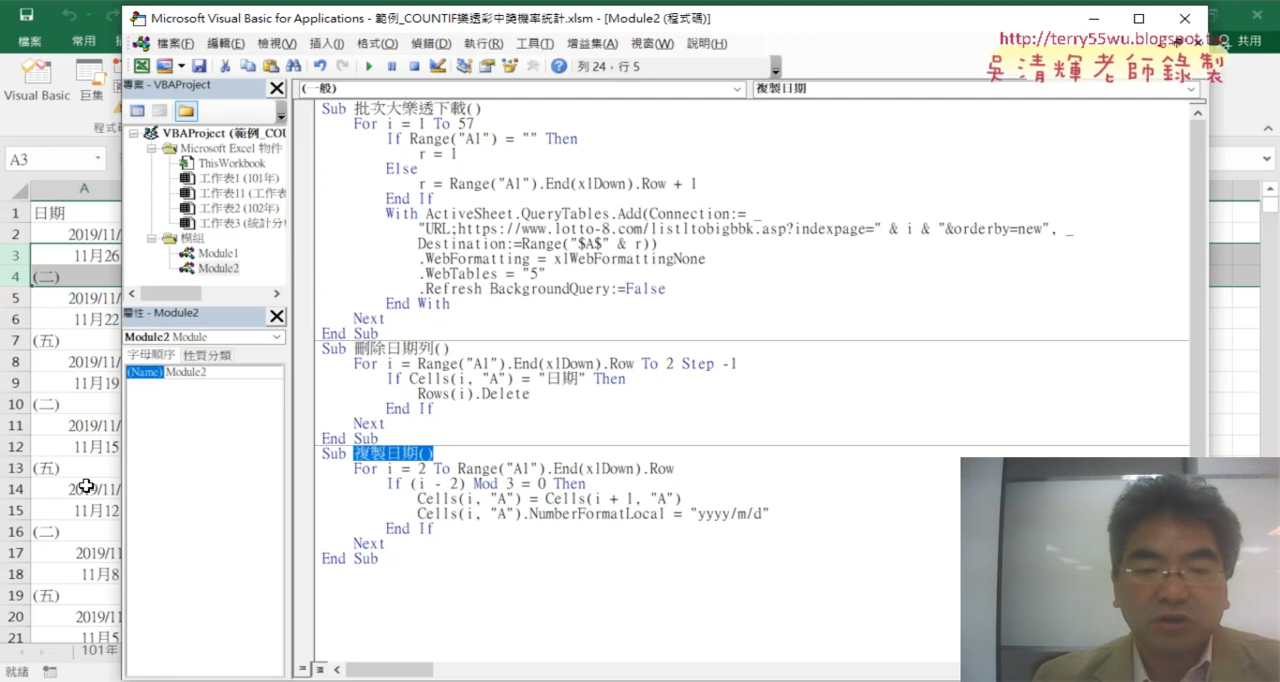 Microsoft Visual Basic for Applications - 範例_COUNTIF樂透彩中獎機率統計.xlsm - [Module2 (程式碼)]
檔案 常用
檔案(F) 編輯(E) 檢視(V) 插入(I) 格式(O) 偵錯(D) 執行(R) 工具(T) 增益集(A) 視窗(W) 說明(H)
http://terry55wu.blogspot.tw
共用
吳清輝老師錄製
列 24，行 5
Visual Basic 巨集
專案 - VBAProject
(一般)
複製日期
A3
VBAProject (範例_COU
Microsoft Excel 物件
ThisWorkbook
工作表1 (101年)
工作表11 (工作表
工作表2 (102年)
工作表3 (統計分析
模組
Module1
Module2
屬性 - Module2
Module2 Module
字母順序 性質分類
(Name) Module2
Sub 批次大樂透下載()
For i = 1 To 57
If Range("A1") = "" Then
r = 1
Else
r = Range("A1").End(xlDown).Row + 1
End If
With ActiveSheet.QueryTables.Add(Connection:= _
"URL;https://www.lotto-8.com/listltobigbbk.asp?indexpage=" & i & "&orderby=new", _
Destination:=Range("$A$" & r))
.WebFormatting = xlWebFormattingNone
.WebTables = "5"
.Refresh BackgroundQuery:=False
End With
Next
End Sub
Sub 刪除日期列()
For i = Range("A1").End(xlDown).Row To 2 Step -1
If Cells(i, "A") = "日期" Then
Rows(i).Delete
End If
Next
End Sub
Sub 複製日期()
For i = 2 To Range("A1").End(xlDown).Row
If (i - 2) Mod 3 = 0 Then
Cells(i, "A") = Cells(i + 1, "A")
Cells(i, "A").NumberFormatLocal = "yyyy/m/d"
End If
Next
End Sub
A
1 日期
2 2019/11/
3 11月26
4 (二)
5 2019/11/
6 11月22
7 (五)
8 2019/11/
9 11月19
10 (二)
11 2019/11/
12 11月15
13 (五)
14 2019/11/
15 11月12
16 (二)
17 2019/11
18 11月8
19 (五)
20 2019/11
21 11月5
101年
就緒